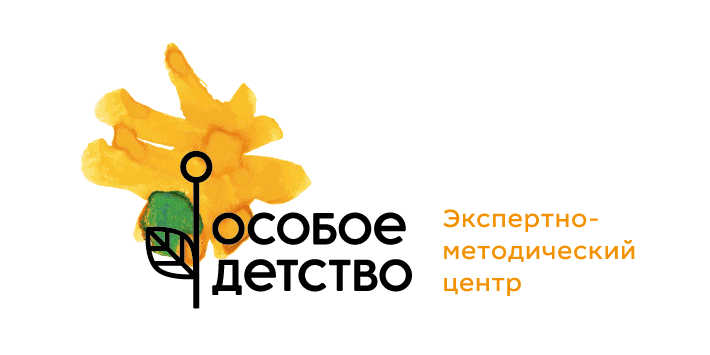 особое
детство
Экспертно-
методический
центр